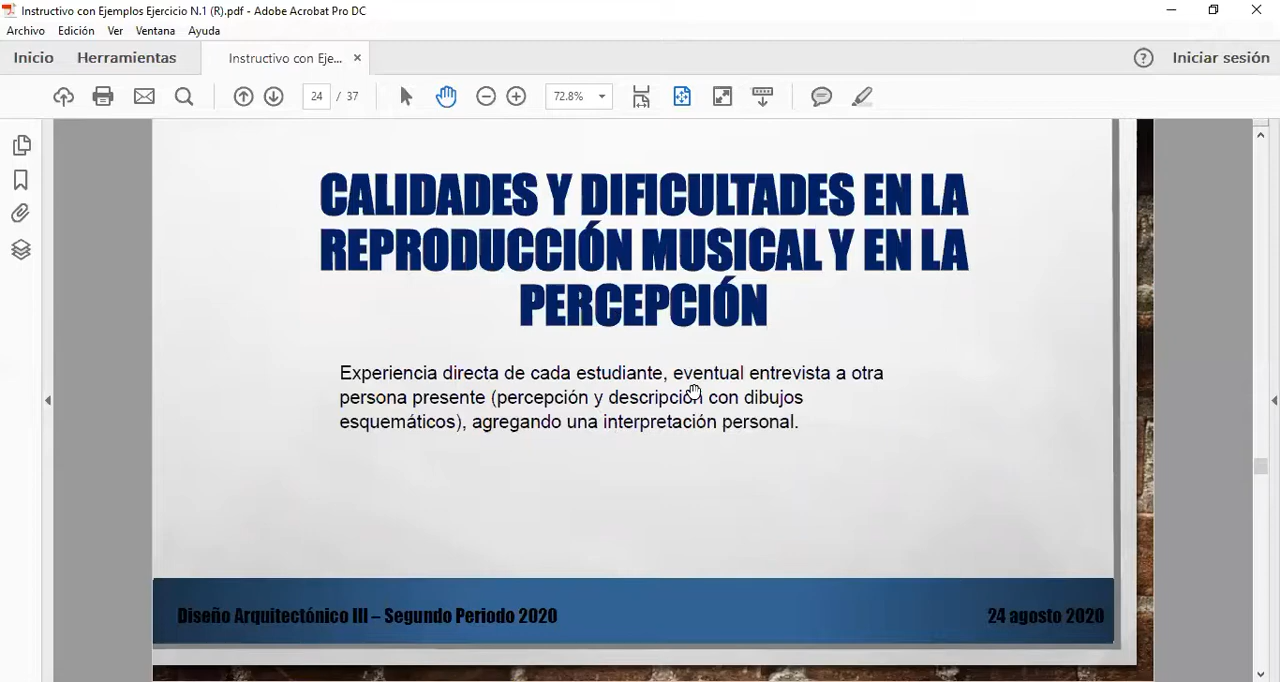 Instructivo con Ejemplos Ejercicio N.1 (R).pdf - Adobe Acrobat Pro DC
Archivo Edición Ver Ventana Ayuda
Inicio Herramientas Instructivo con Eje... × ? Iniciar sesión
24 / 37 72.8%
CALIDADES Y DIFICULTADES EN LA
REPRODUCCIÓN MUSICAL Y EN LA
PERCEPCIÓN
Experiencia directa de cada estudiante, eventual entrevista a otra
persona presente (percepción y descripción con dibujos
esquemáticos), agregando una interpretación personal.
Diseño Arquitectónico III – Segundo Periodo 2020 24 agosto 2020